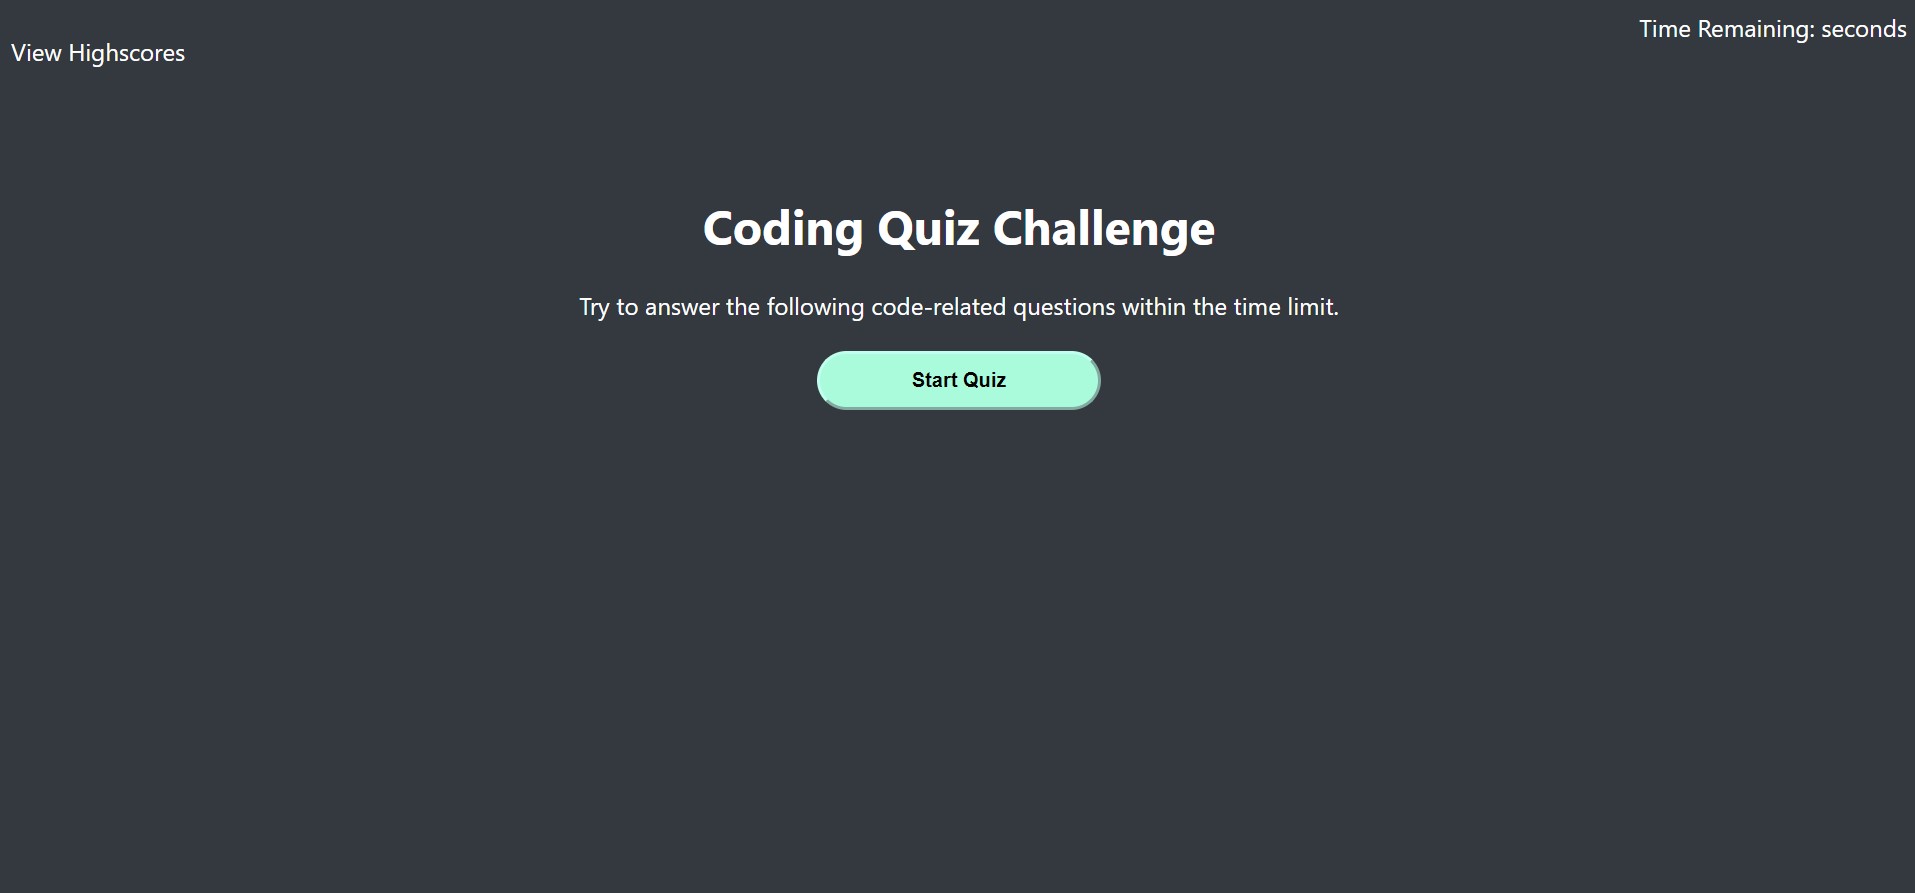 Time Remaining: seconds
View Highscores
Coding Quiz Challenge
Try to answer the following code-related questions within the time limit.
Start Quiz